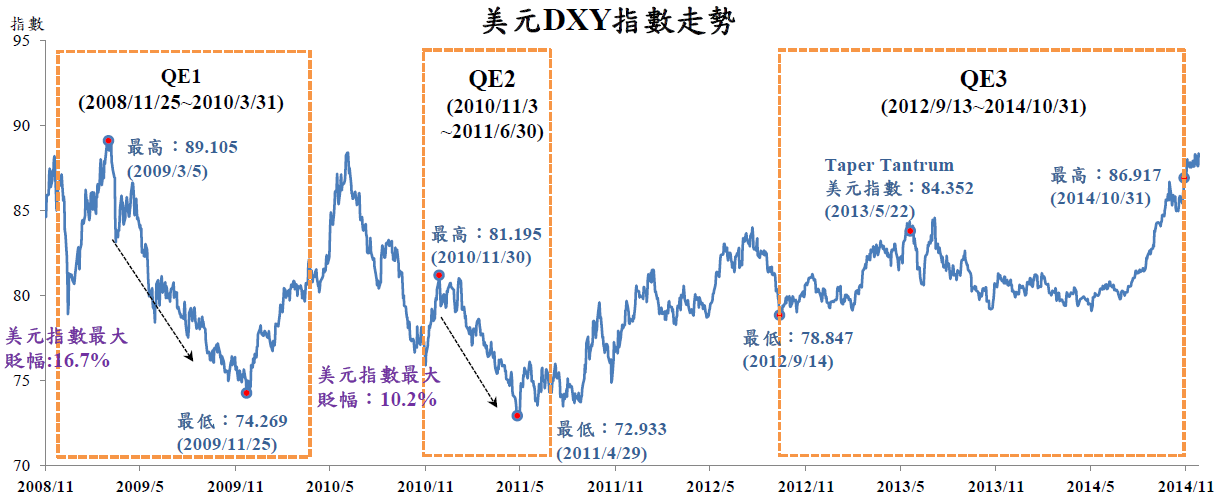 美元DXY指數走勢
指數
95
90
85
80
75
70
QE1
(2008/11/25~2010/3/31)
最高：89.105
(2009/3/5)
美元指數最大
貶幅:16.7%
最低：74.269
(2009/11/25)
QE2
(2010/11/3
~2011/6/30)
最高：81.195
(2010/11/30)
美元指數最大
貶幅：10.2%
最低：72.933
(2011/4/29)
QE3
(2012/9/13~2014/10/31)
Taper Tantrum
美元指數：84.352
(2013/5/22)
最高：86.917
(2014/10/31)
最低：78.847
(2012/9/14)
2008/11 2009/5 2009/11 2010/5 2010/11 2011/5 2011/11 2012/5 2012/11 2013/5 2013/11 2014/5 2014/11